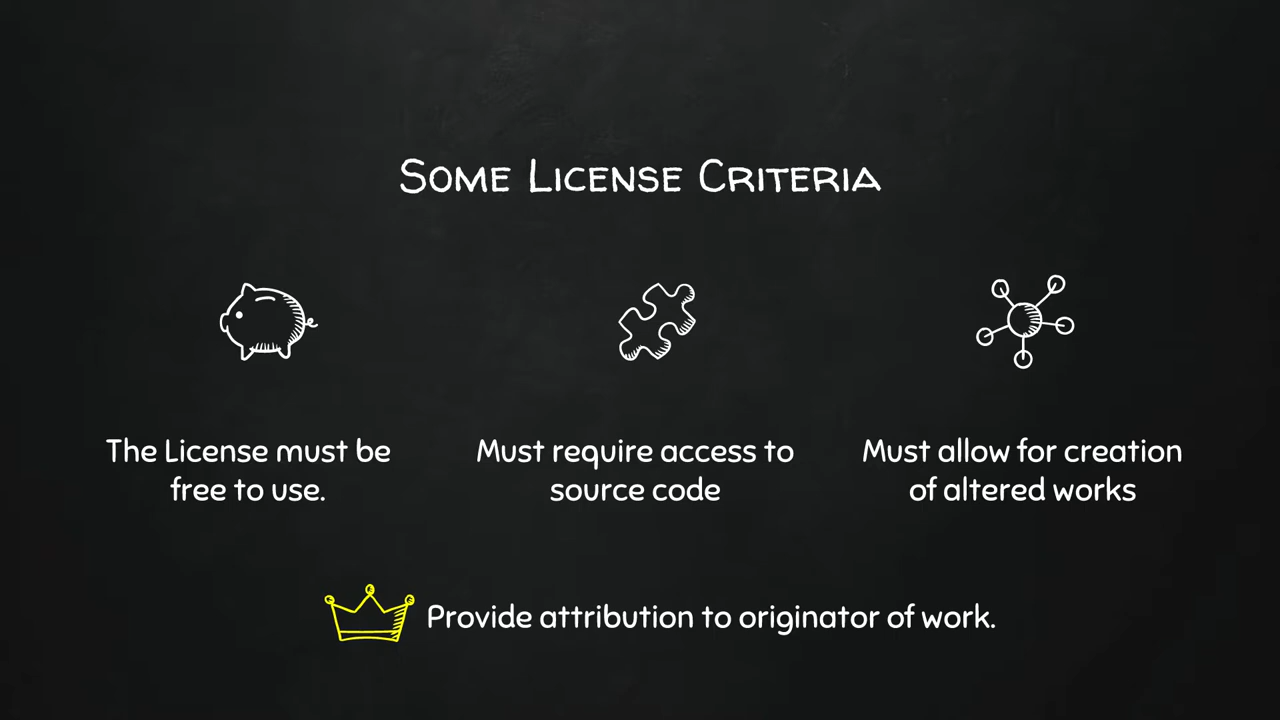 Some License Criteria
The License must be
free to use.
Must require access to
source code
Must allow for creation
of altered works
Provide attribution to originator of work.